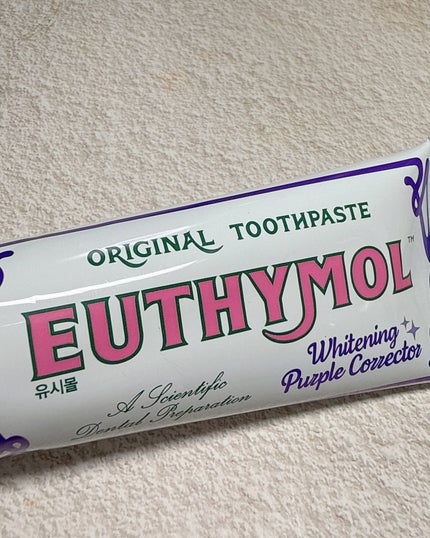 ORIGINAL TOOTHPASTE
EUTHYMOL™
유시몰
Whitening
Purple Corrector
A Scientific
Dental Preparation